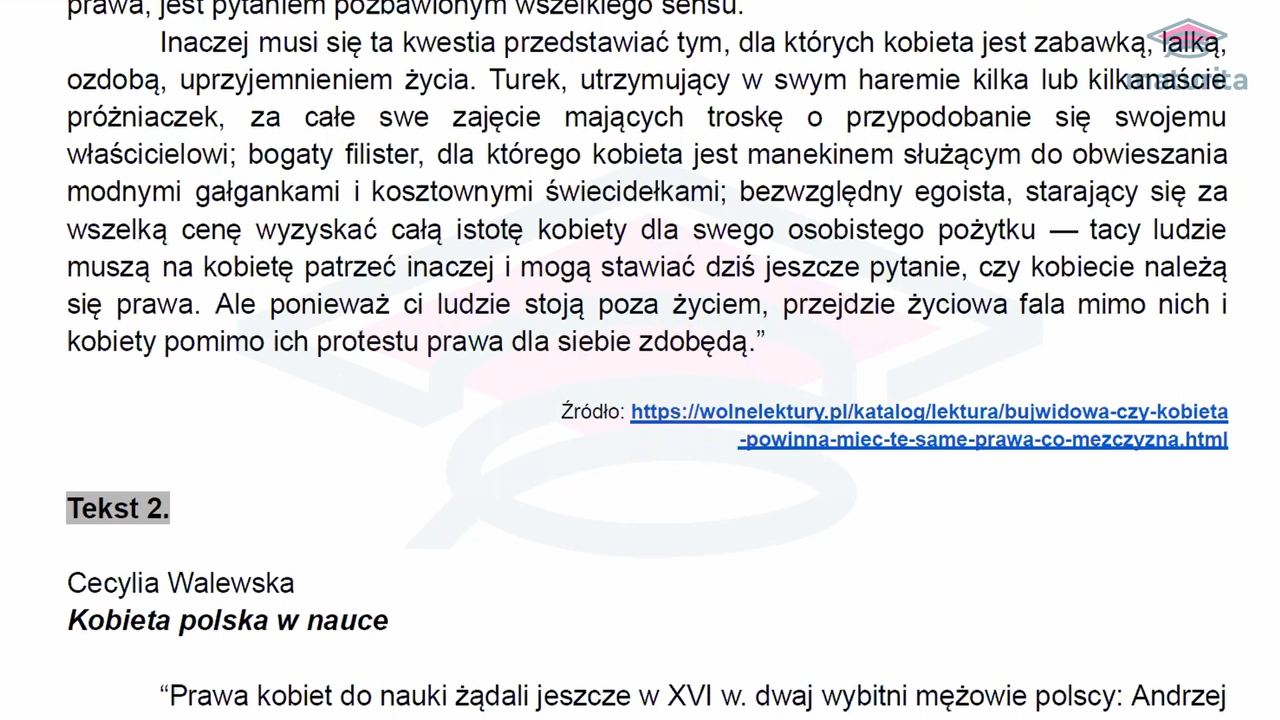 prawa, jest pytaniem pozbawionym wszelkiego sensu.
Inaczej musi się ta kwestia przedstawiać tym, dla których kobieta jest zabawką, lalką,
ozdobą, uprzyjemnieniem życia. Turek, utrzymujący w swym haremie kilka lub kilkanaście
próżniaczek, za całe swe zajęcie mających troskę o przypodobanie się swojemu
właścicielowi; bogaty filister, dla którego kobieta jest manekinem służącym do obwieszania
modnymi gałgankami i kosztownymi świecidełkami; bezwzględny egoista, starający się za
wszelką cenę wyzyskać całą istotę kobiety dla swego osobistego pożytku — tacy ludzie
muszą na kobietę patrzeć inaczej i mogą stawiać dziś jeszcze pytanie, czy kobiecie należą
się prawa. Ale ponieważ ci ludzie stoją poza życiem, przejdzie życiowa fala mimo nich i
kobiety pomimo ich protestu prawa dla siebie zdobędą.”
Źródło: https://wolnelektury.pl/katalog/lektura/bujwidowa-czy-kobieta
-powinna-miec-te-same-prawa-co-mezczyzna.html
Tekst 2.
Cecylia Walewska
Kobieta polska w nauce
“Prawa kobiet do nauki żądali jeszcze w XVI w. dwaj wybitni mężowie polscy: Andrzej
maturita